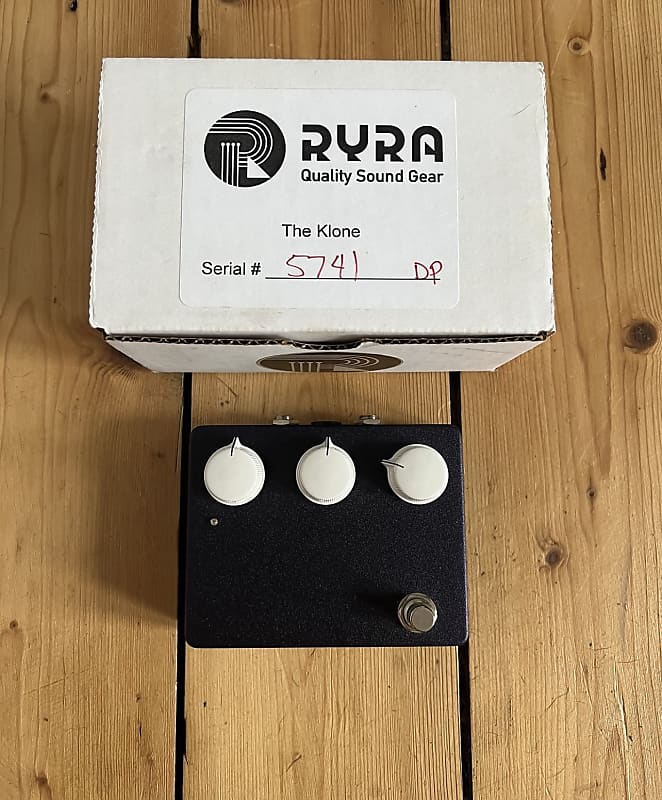 RYRA
Quality Sound Gear
The Klone
Serial # 5741 DP